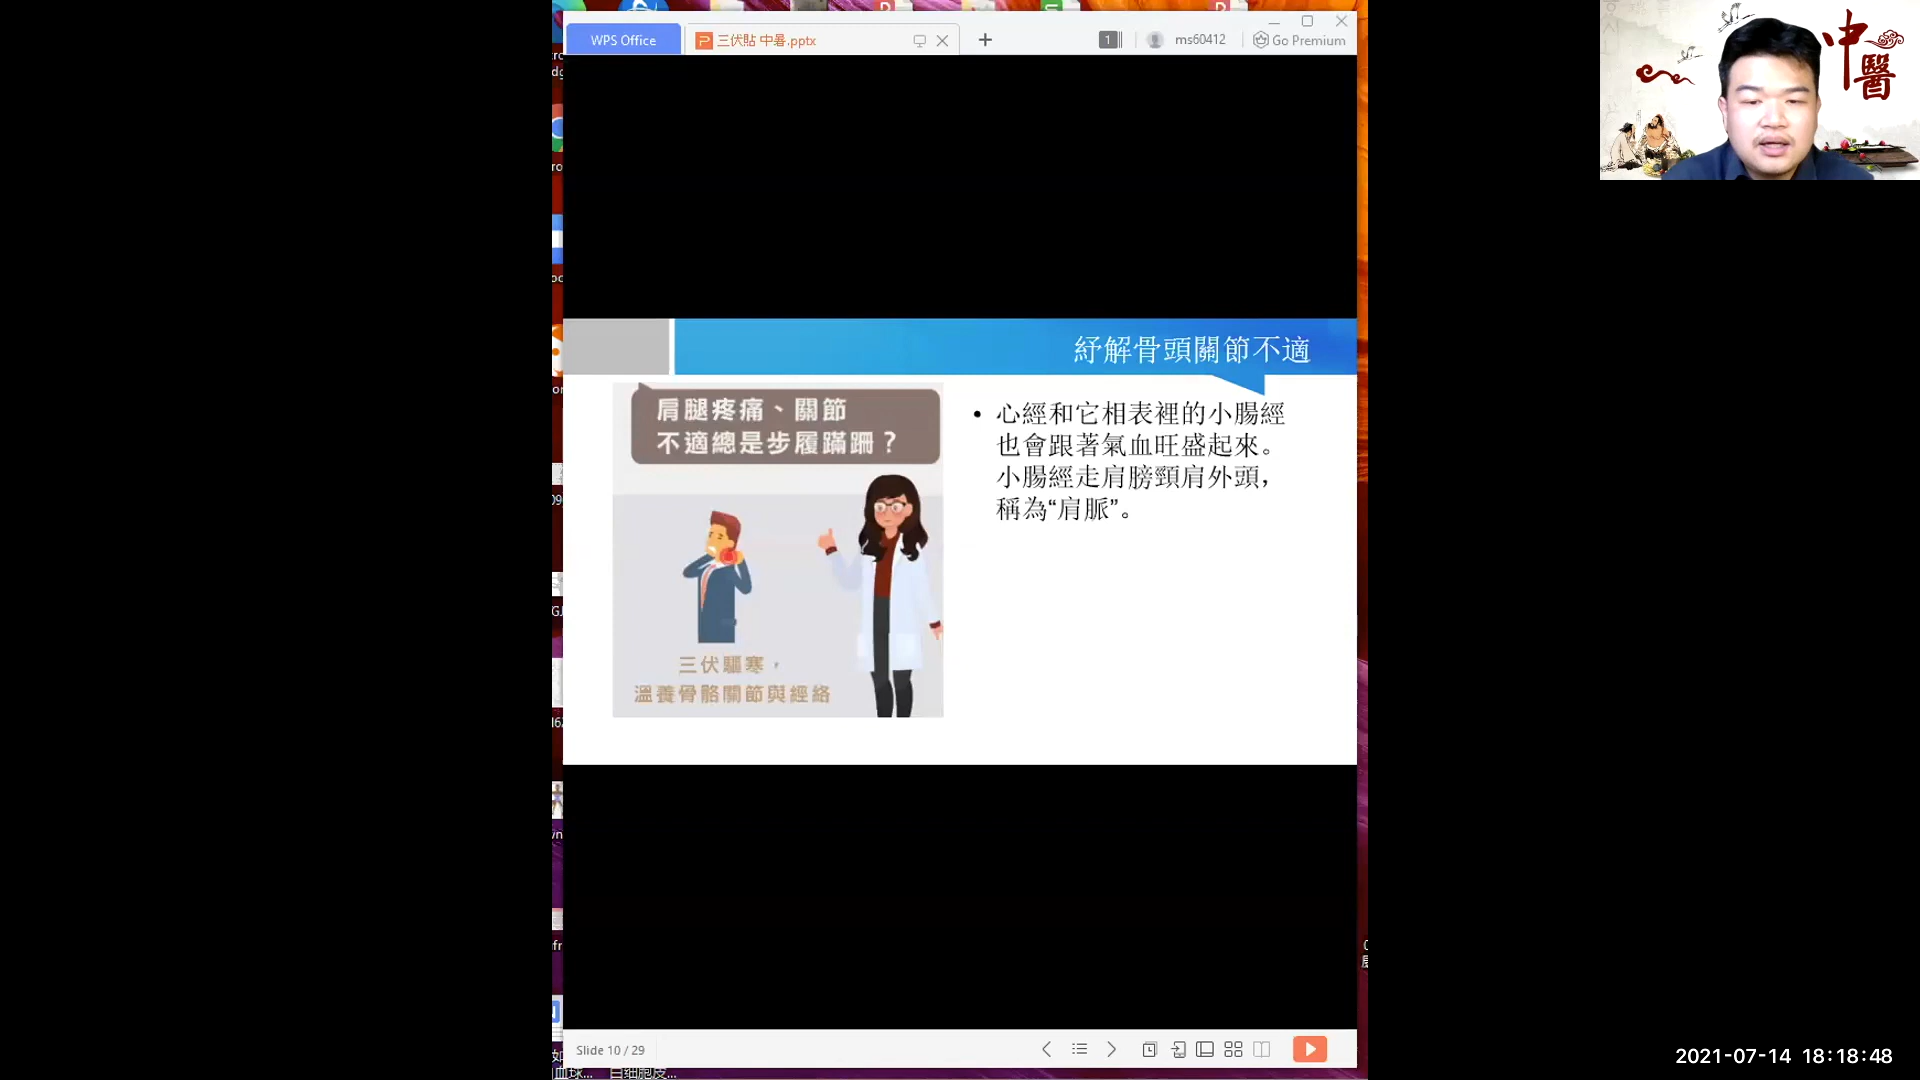 WPS Office
三伏貼 中暑.pptx
1
ms60412
Go Premium
中醫
紓解骨頭關節不適
肩腿疼痛、關節
不適總是步履蹣跚？
三伏驅寒，
溫養骨骼關節與經絡
• 心經和它相表裡的小腸經
也會跟著氣血旺盛起來。
小腸經走肩膀頸肩外頭，
稱為“肩脈”。
Slide 10 / 29
2021-07-14 18:18:48